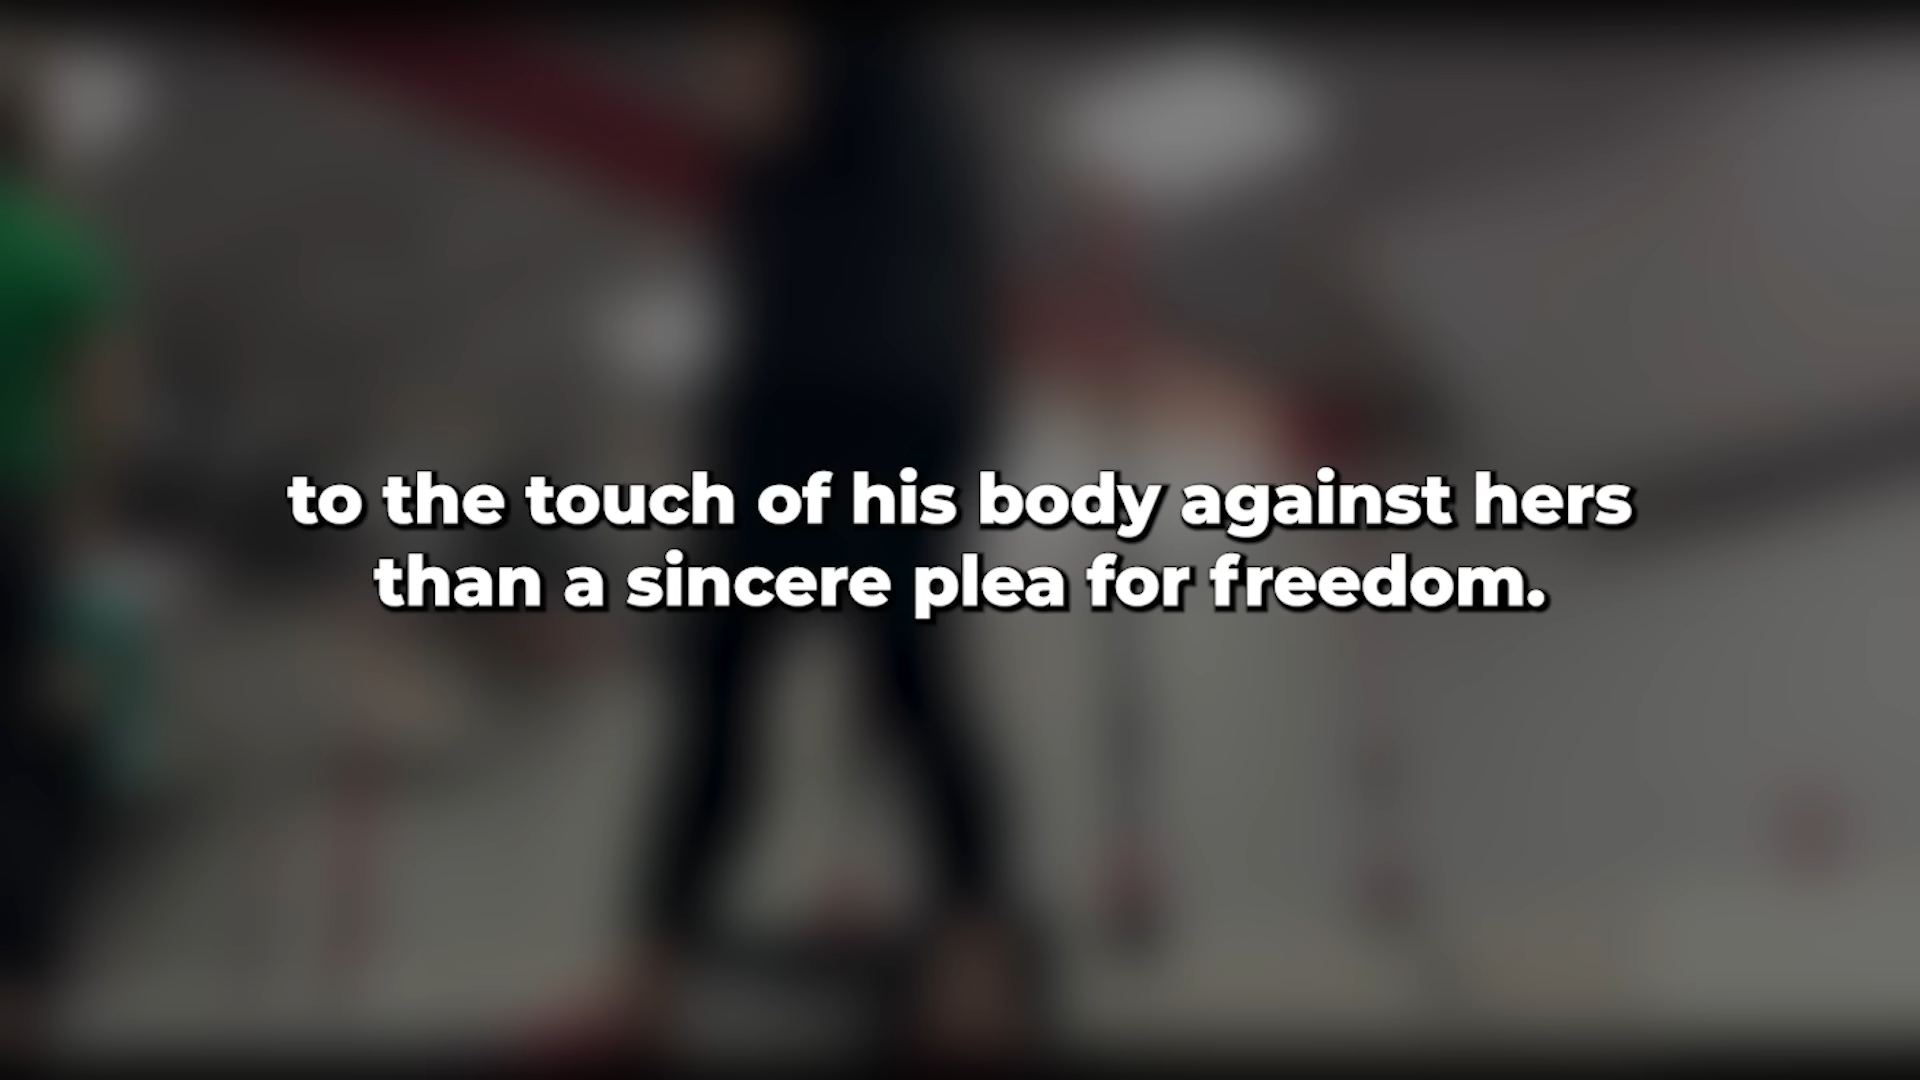 to the touch of his body against hers
than a sincere plea for freedom.